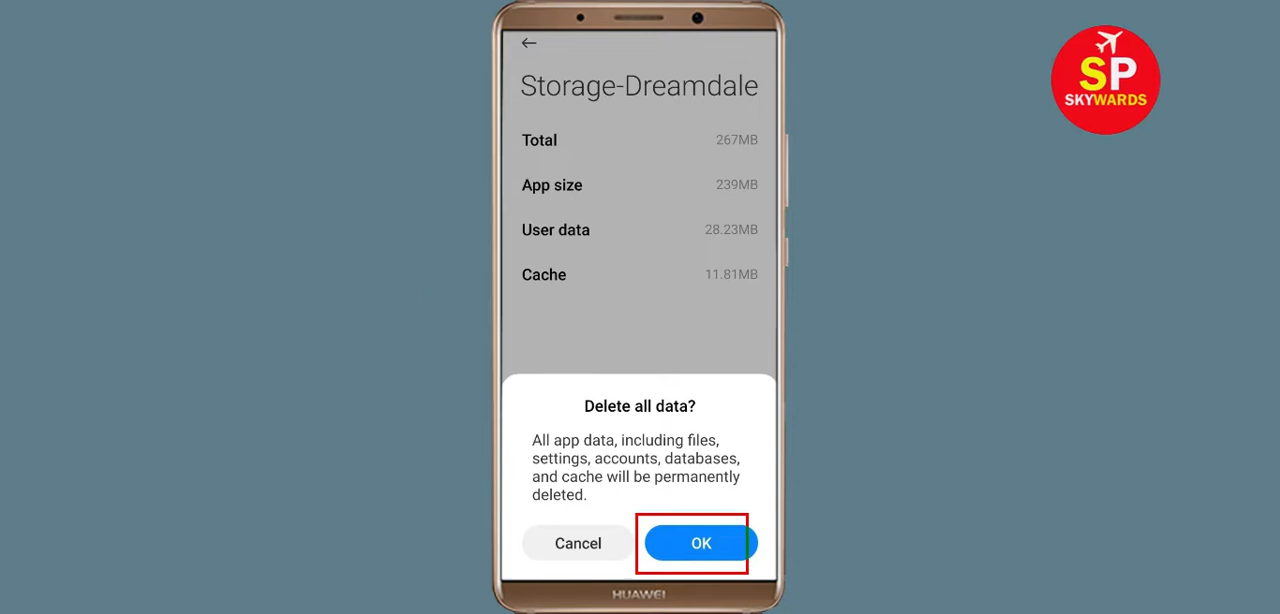 Storage-Dreamdale
Total 267MB
App size 239MB
User data 28.23MB
Cache 11.81MB
Delete all data?
All app data, including files,
settings, accounts, databases,
and cache will be permanently
deleted.
Cancel OK
HUAWEI
SP
SKYWARDS